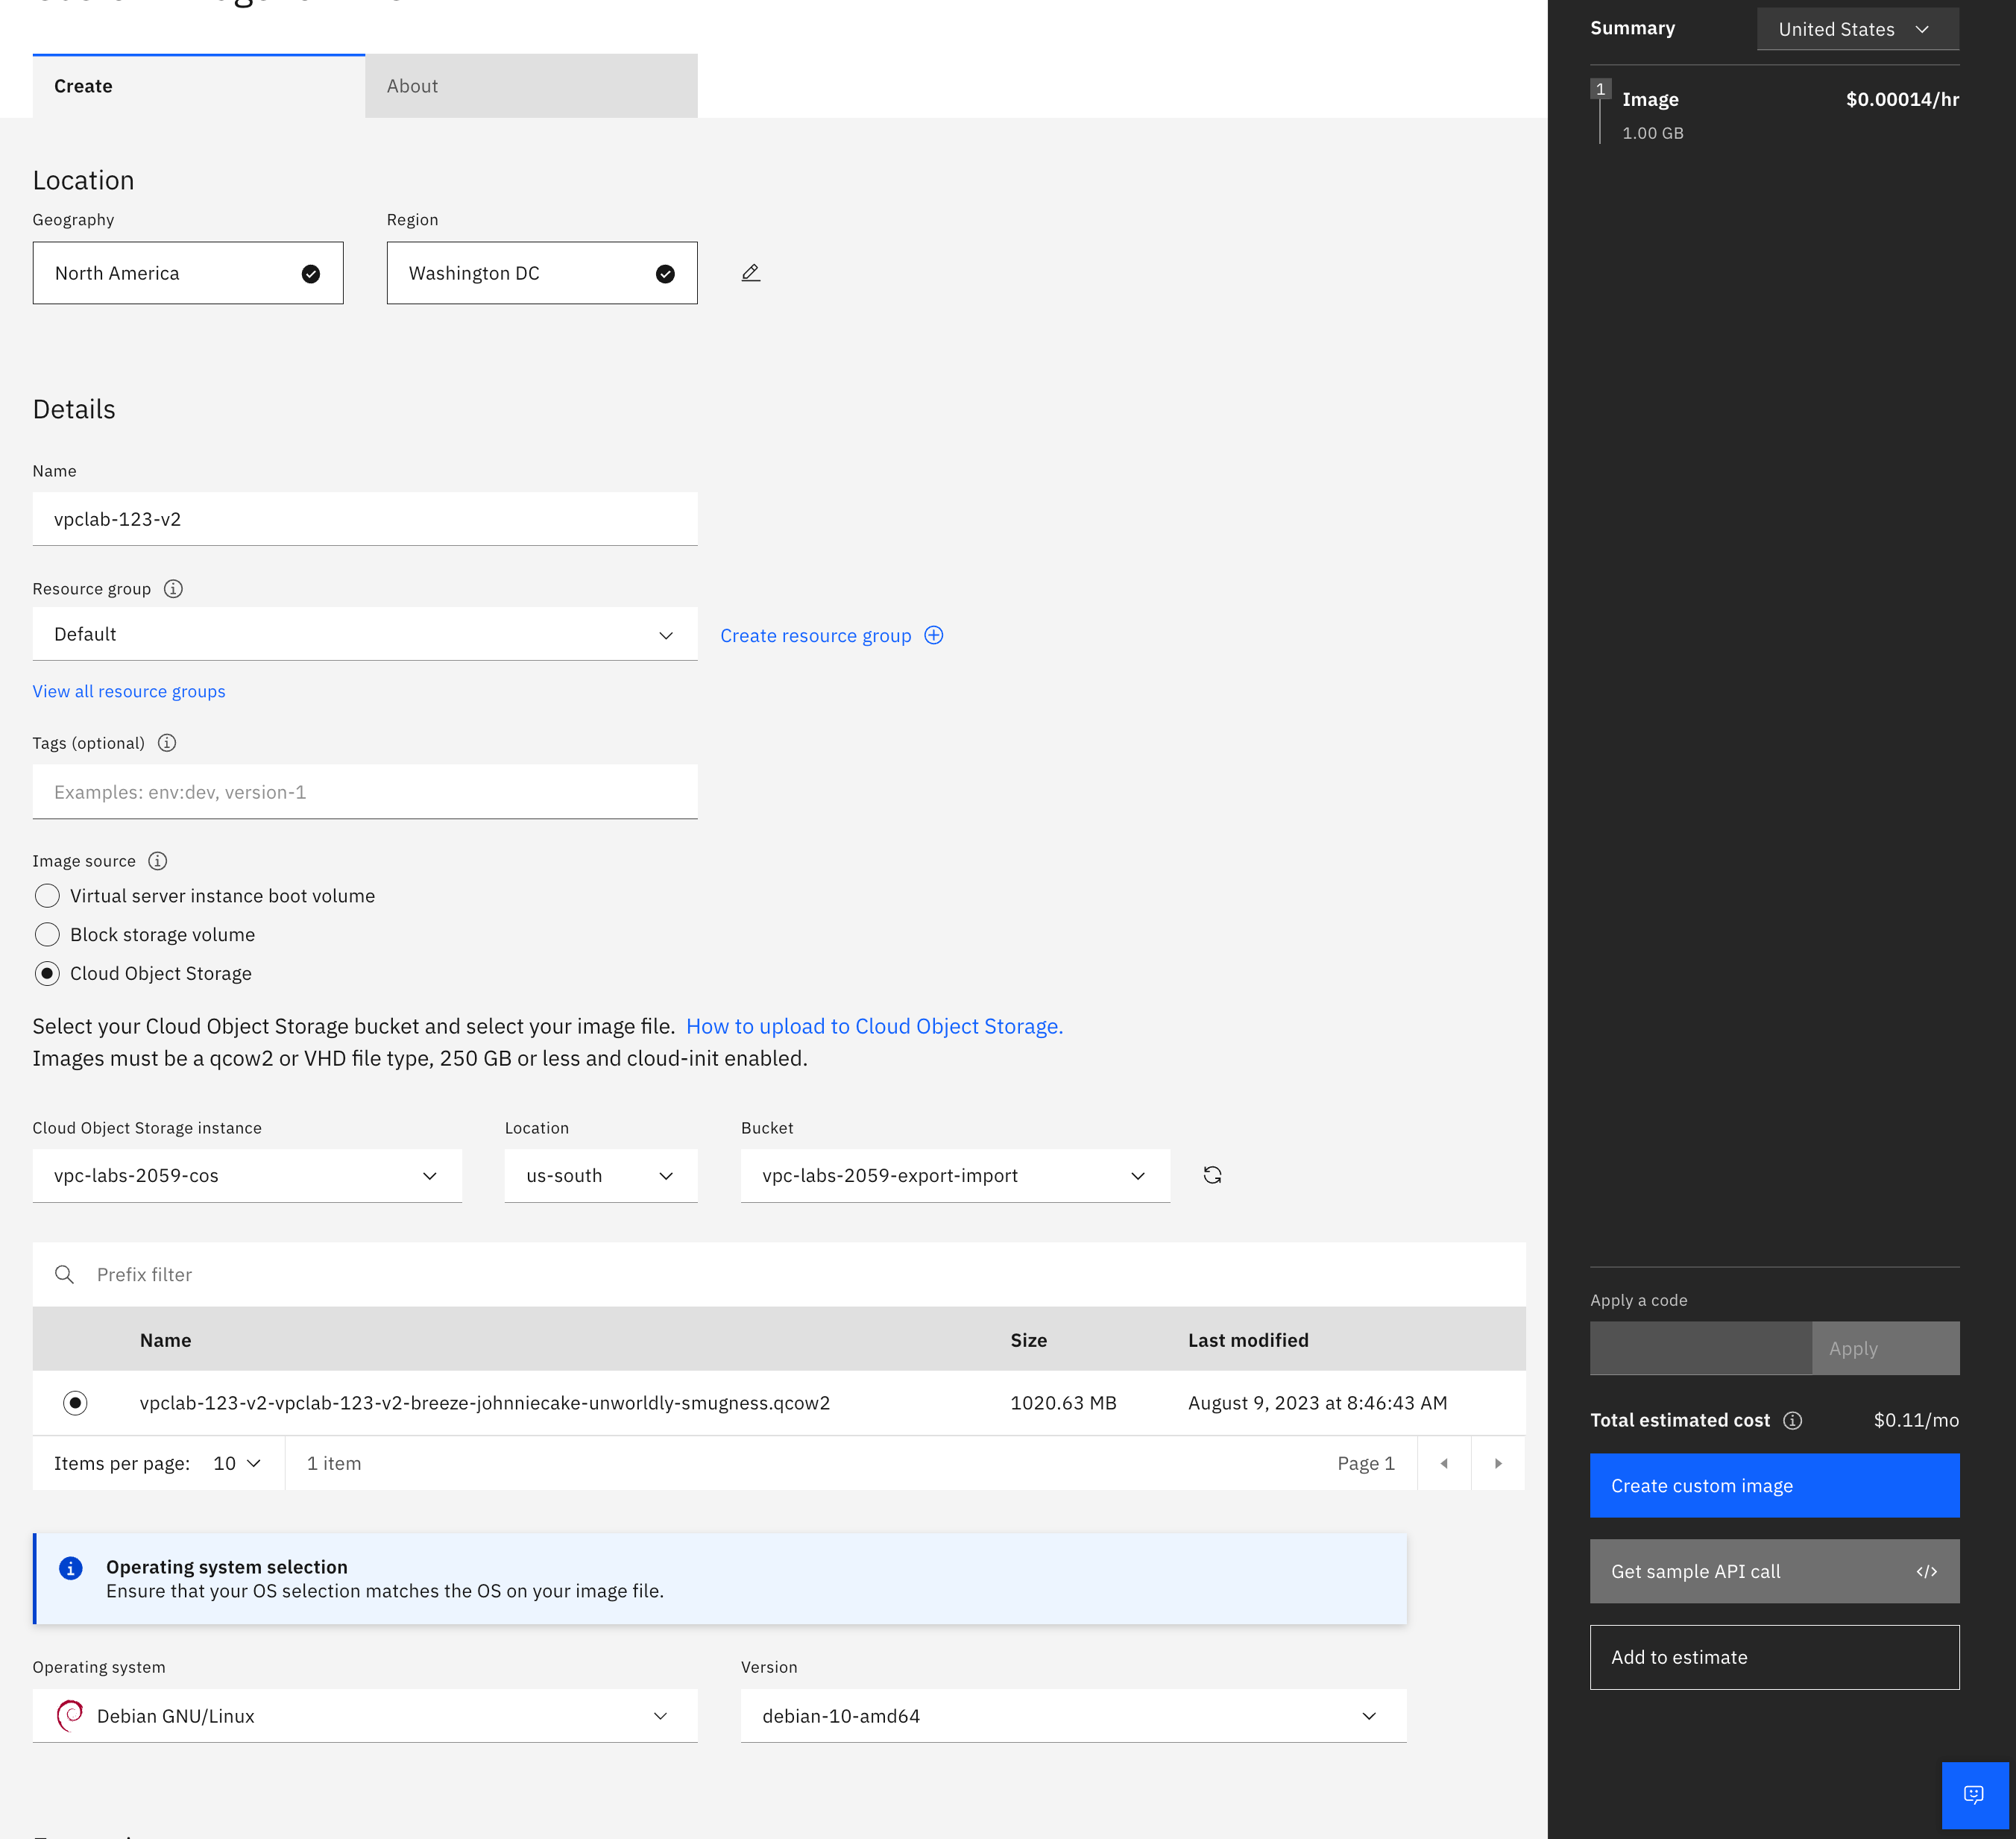 Create
About
Location
Geography
Region
North America
Washington DC
Details
Name
vpclab-123-v2
Resource group
Default
Create resource group
View all resource groups
Tags (optional)
Examples: env:dev, version-1
Image source
Virtual server instance boot volume
Block storage volume
Cloud Object Storage
Select your Cloud Object Storage bucket and select your image file. How to upload to Cloud Object Storage.
Images must be a qcow2 or VHD file type, 250 GB or less and cloud-init enabled.
Cloud Object Storage instance
Location
Bucket
vpc-labs-2059-cos
us-south
vpc-labs-2059-export-import
Prefix filter
Name
Size
Last modified
vpclab-123-v2-vpclab-123-v2-breeze-johnniecake-unworldly-smugness.qcow2
1020.63 MB
August 9, 2023 at 8:46:43 AM
Items per page: 10
1 item
Page 1
Operating system selection
Ensure that your OS selection matches the OS on your image file.
Operating system
Version
Debian GNU/Linux
debian-10-amd64
Summary
United States
1
Image
$0.00014/hr
1.00 GB
Apply a code
Apply
Total estimated cost
$0.11/mo
Create custom image
Get sample API call
</>
Add to estimate